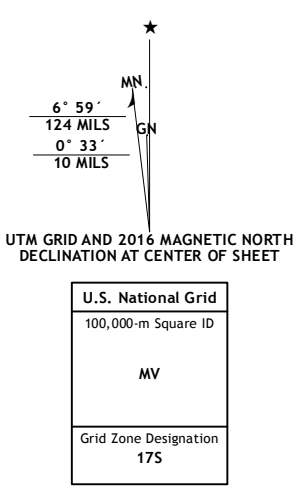 MN
6° 59´
124 MILS
GN
0° 33´
10 MILS
UTM GRID AND 2016 MAGNETIC NORTH
DECLINATION AT CENTER OF SHEET
U.S. National Grid
100,000-m Square ID
MV
Grid Zone Designation
17S